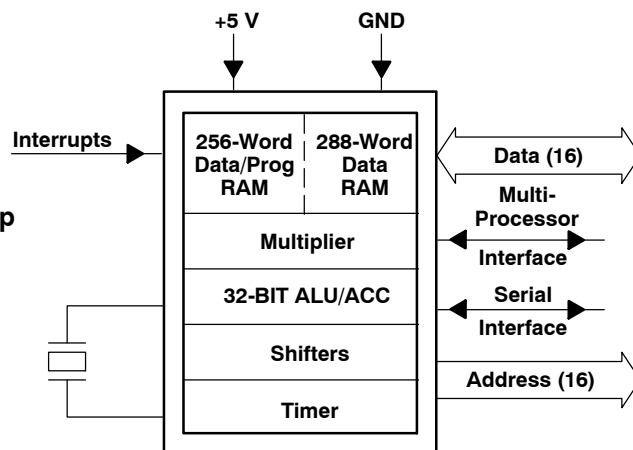 +5 V
GND
Interrupts
256-Word
Data/Prog
RAM
288-Word
Data
RAM
Data (16)
Multi-
Processor
Interface
p
Multiplier
32-BIT ALU/ACC
Serial
Interface
Shifters
Address (16)
Timer